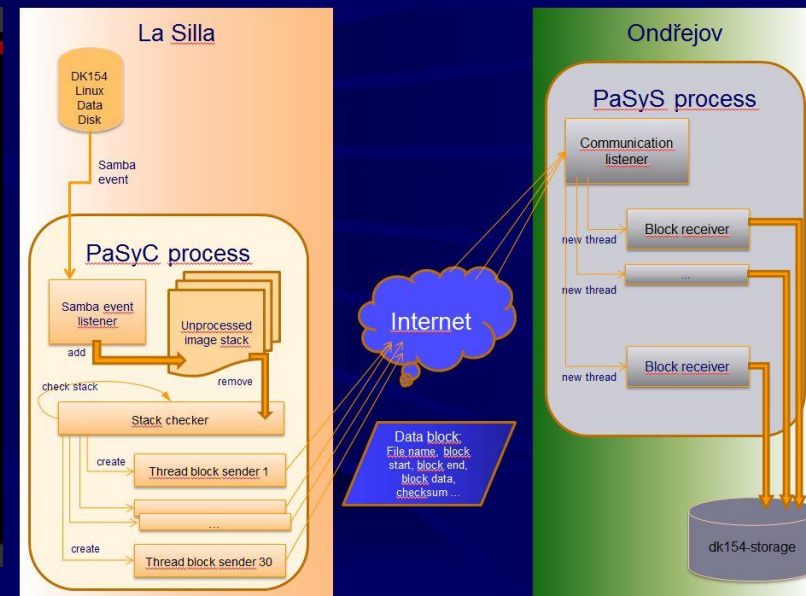 La Silla
DK154
Linux
Data
Disk
Samba
event
PaSyC process
Samba event
listener
Unprocessed
image stack
add
remove
check stack
Stack checker
create
Thread block sender 1
...
create
Thread block sender 30
Internet
Data block:
File name, block
start, block end,
block data,
checksum ...
Ondřejov
PaSyS process
Communication
listener
new thread
Block receiver
new thread
...
new thread
Block receiver
dk154-storage